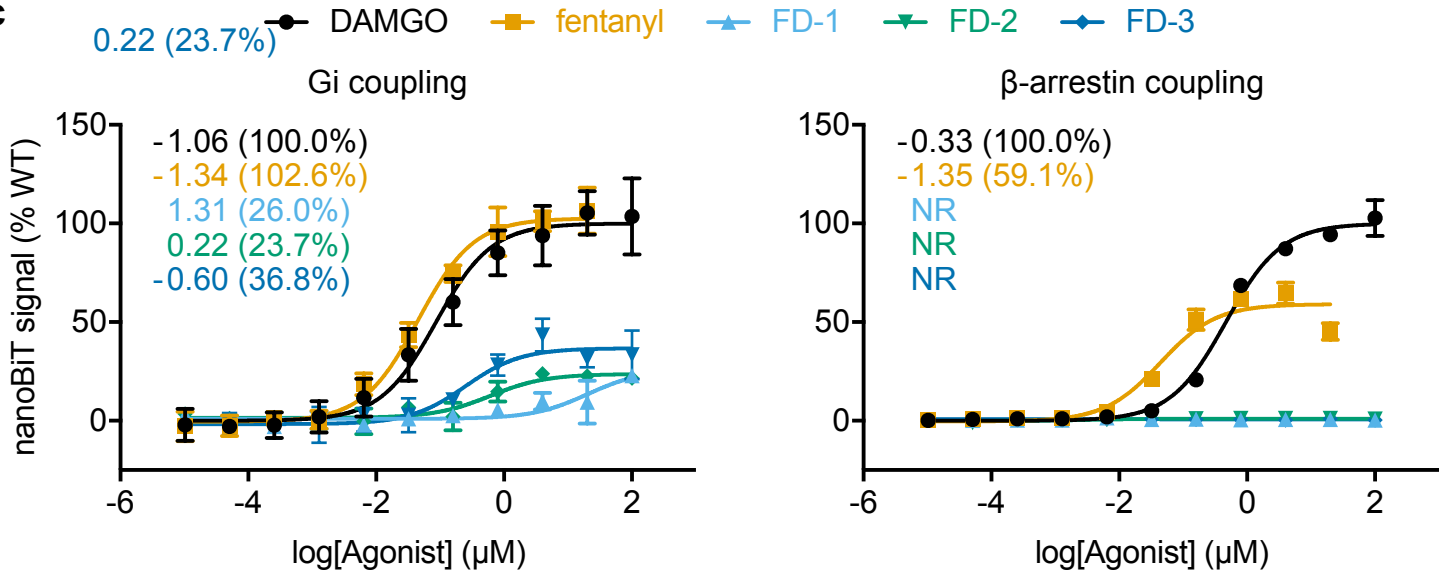 c
DAMGO fentanyl FD-1 FD-2 FD-3
0.22 (23.7%)
Gi coupling
nanoBiT signal (% WT)
150
100
50
0
-1.06 (100.0%)
-1.34 (102.6%)
1.31 (26.0%)
0.22 (23.7%)
-0.60 (36.8%)
-6 -4 -2 0 2
log[Agonist] (µM)
β-arrestin coupling
150
100
50
0
-0.33 (100.0%)
-1.35 (59.1%)
NR
NR
NR
-6 -4 -2 0 2
log[Agonist] (µM)